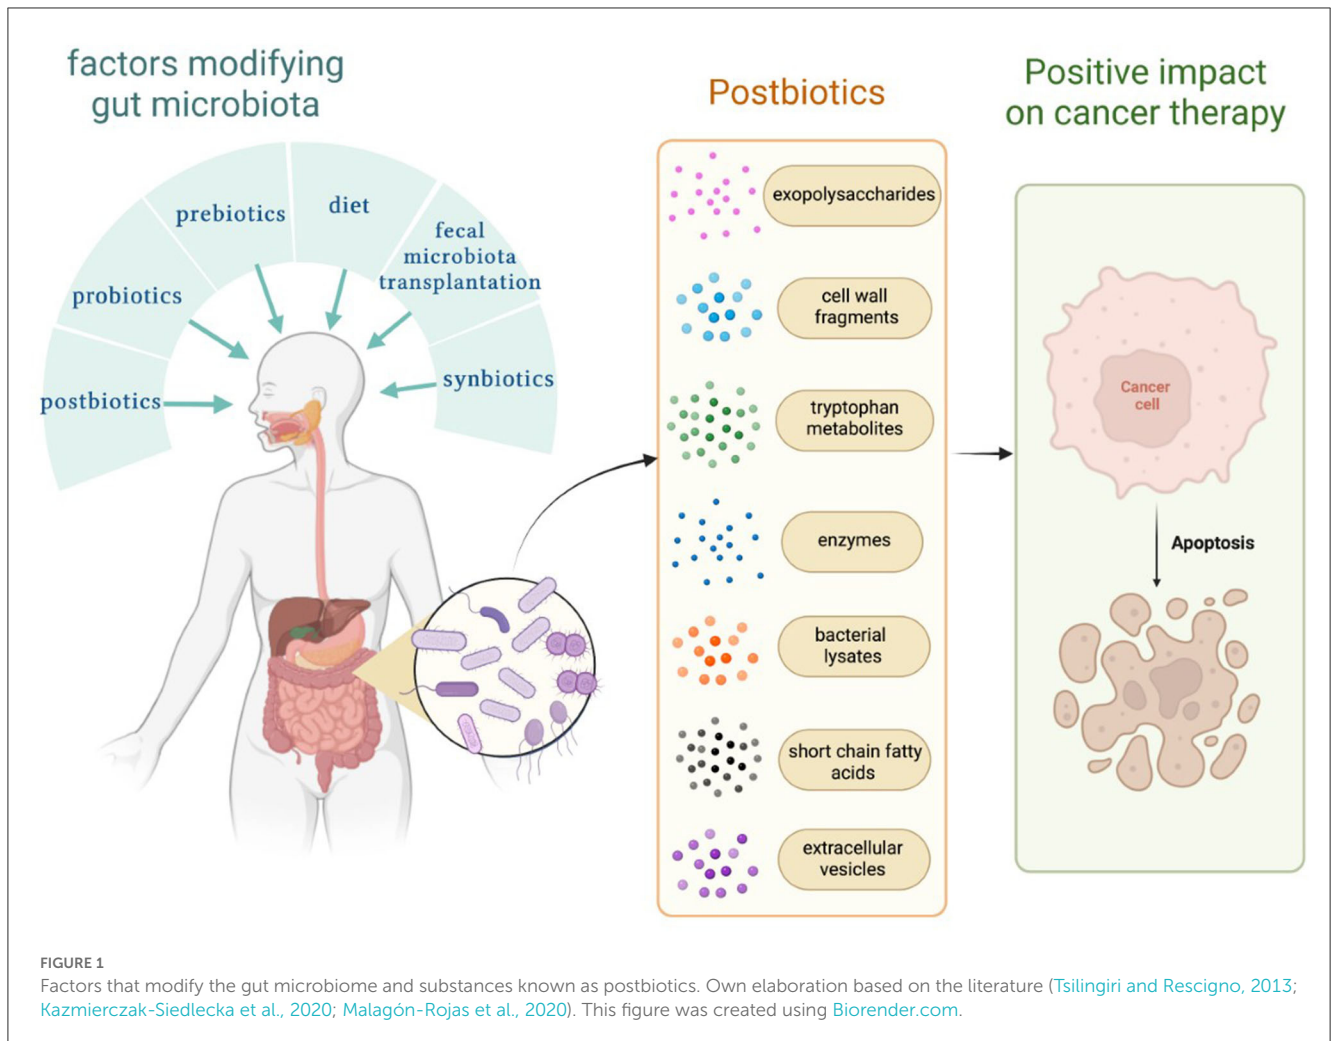 factors modifying
gut microbiota
postbiotics
probiotics
prebiotics
diet
fecal
microbiota
transplantation
synbiotics
Postbiotics
exopolysaccharides
cell wall
fragments
tryptophan
metabolites
enzymes
bacterial
lysates
short chain fatty
acids
extracellular
vesicles
Positive impact
on cancer therapy
Cancer
cell
Apoptosis
FIGURE 1
Factors that modify the gut microbiome and substances known as postbiotics. Own elaboration based on the literature (Tsilingiri and Rescigno, 2013;
Kazmierczak-Siedlecka et al., 2020; Malagón-Rojas et al., 2020). This figure was created using Biorender.com.